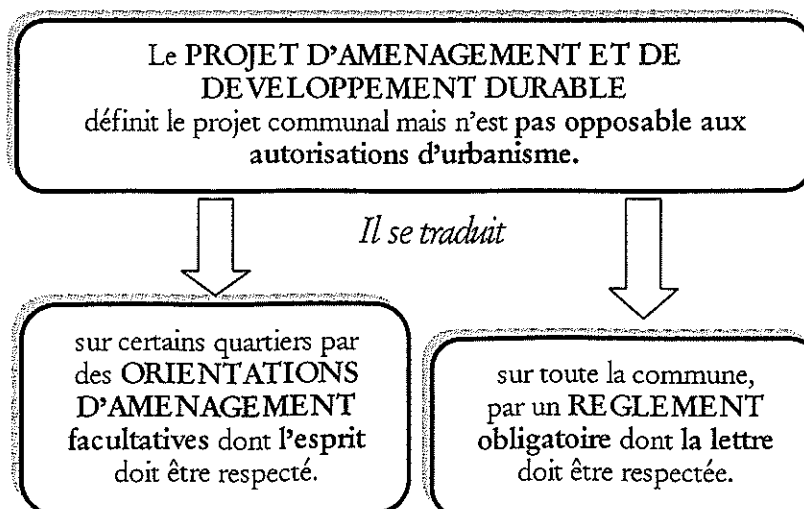 Le PROJET D'AMENAGEMENT ET DE
DEVELOPPEMENT DURABLE
définit le projet communal mais n'est pas opposable aux
autorisations d'urbanisme.
Il se traduit
sur certains quartiers par
des ORIENTATIONS
D'AMENAGEMENT
facultatives dont l'esprit
doit être respecté.
sur toute la commune,
par un REGLEMENT
obligatoire dont la lettre
doit être respectée.